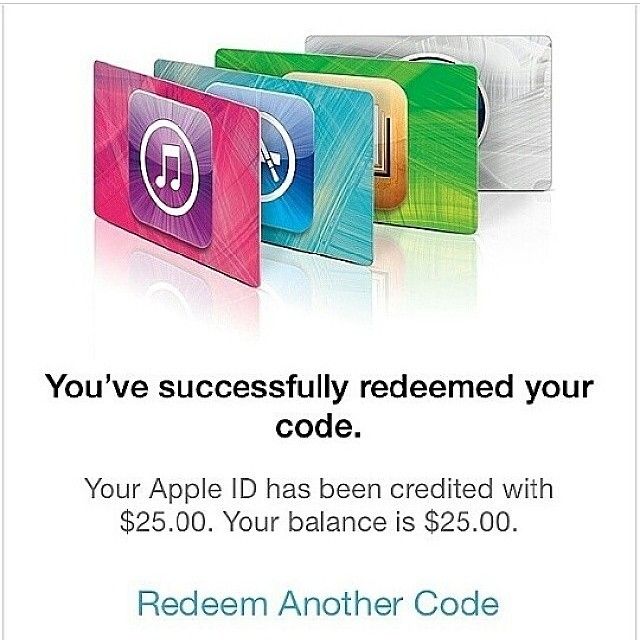 You've successfully redeemed your
code.
Your Apple ID has been credited with
$25.00. Your balance is $25.00.
Redeem Another Code